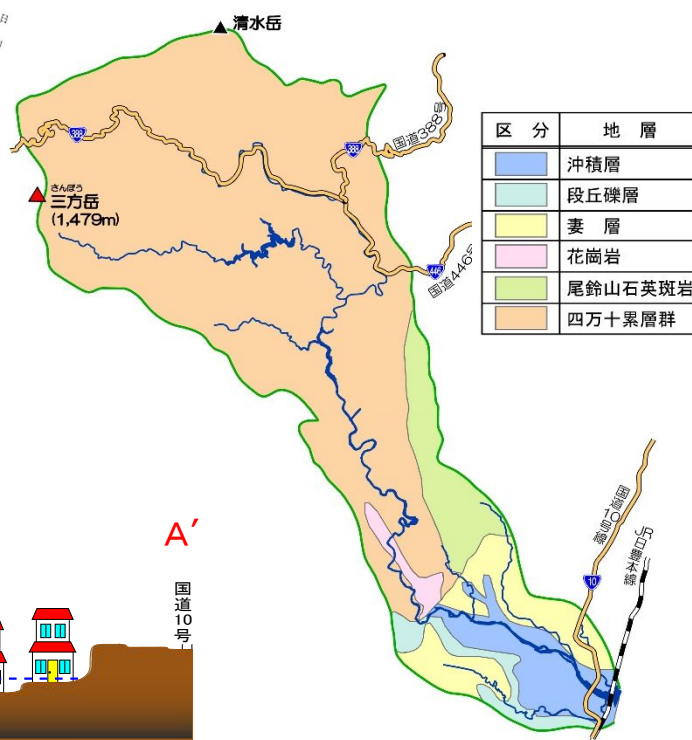 清水岳
388
国道388号
388
さんぽう
三方岳
(1,479m)
446
国道446号
区 分 地 層
沖積層
段丘礫層
妻 層
花崗岩
尾鈴山石英斑岩
四万十累層群
国道10号線
JR日豊本線
10
A′
国道10号